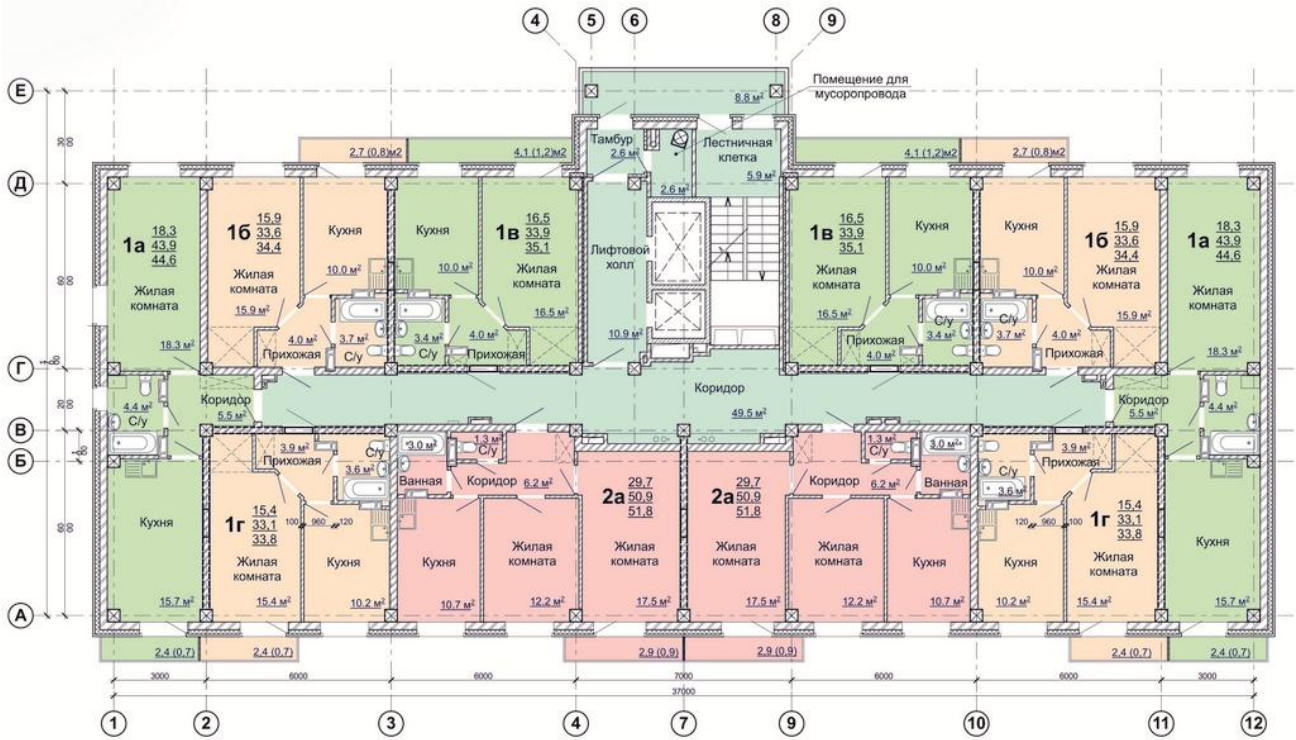 4 5 6 8 9
Е
Помещение для
мусоропровода
8.8 м²
Тамбур
2.6 м²
Лестничная
клетка
5.9 м²
2.6 м²
2,7 (0,8)м2
4,1 (1,2)м2
4,1 (1,2)м2
2,7 (0,8)м2
Д
1а
18,3
43,9
44,6
Жилая
комната
18.3 м²
1б
15,9
33,6
34,4
Жилая
комната
15.9 м²
Кухня
10.0 м²
4.0 м²
Прихожая
3.7 м²
С/у
Кухня
10.0 м²
1в
16,5
33,9
35,1
Жилая
комната
16.5 м²
3.4 м²
С/у
4.0 м²
Прихожая
Лифтовой
холл
10.9 м²
1в
16,5
33,9
35,1
Жилая
комната
16.5 м²
Кухня
10.0 м²
Прихожая
4.0 м²
С/у
3.4 м²
Кухня
10.0 м²
1б
15,9
33,6
34,4
Жилая
комната
15.9 м²
С/у
3.7 м²
4.0 м²
Прихожая
1а
18,3
43,9
44,6
Жилая
комната
18.3 м²
Г
4.4 м²
С/у
Коридор
5.5 м²
Коридор
49.5 м²
Коридор
5.5 м²
4.4 м²
С/у
В
Б
Кухня
15.7 м²
3.9 м²
Прихожая
3.6 м²
С/у
1г
15,4
33,1
33,8
100 960 120
Жилая
комната
15.4 м²
Кухня
10.2 м²
3.0 м²
Ванная
1.3 м²
С/у
Коридор
6.2 м²
Кухня
10.7 м²
Жилая
комната
12.2 м²
2а
29,7
50,9
51,8
Жилая
комната
17.5 м²
2а
29,7
50,9
51,8
Жилая
комната
17.5 м²
1.3 м²
С/у
3.0 м²
Ванная
Коридор
6.2 м²
Жилая
комната
12.2 м²
Кухня
10.7 м²
3.9 м²
Прихожая
С/у
3.6 м²
120 960 100
1г
15,4
33,1
33,8
Кухня
10.2 м²
Жилая
комната
15.4 м²
Кухня
15.7 м²
А
2,4 (0,7)
2,4 (0,7)
2,9 (0,9)
2,9 (0,9)
2,4 (0,7)
2,4 (0,7)
3000 6000 6000 7000 6000 6000 3000
37000
1 2 3 4 7 9 10 11 12